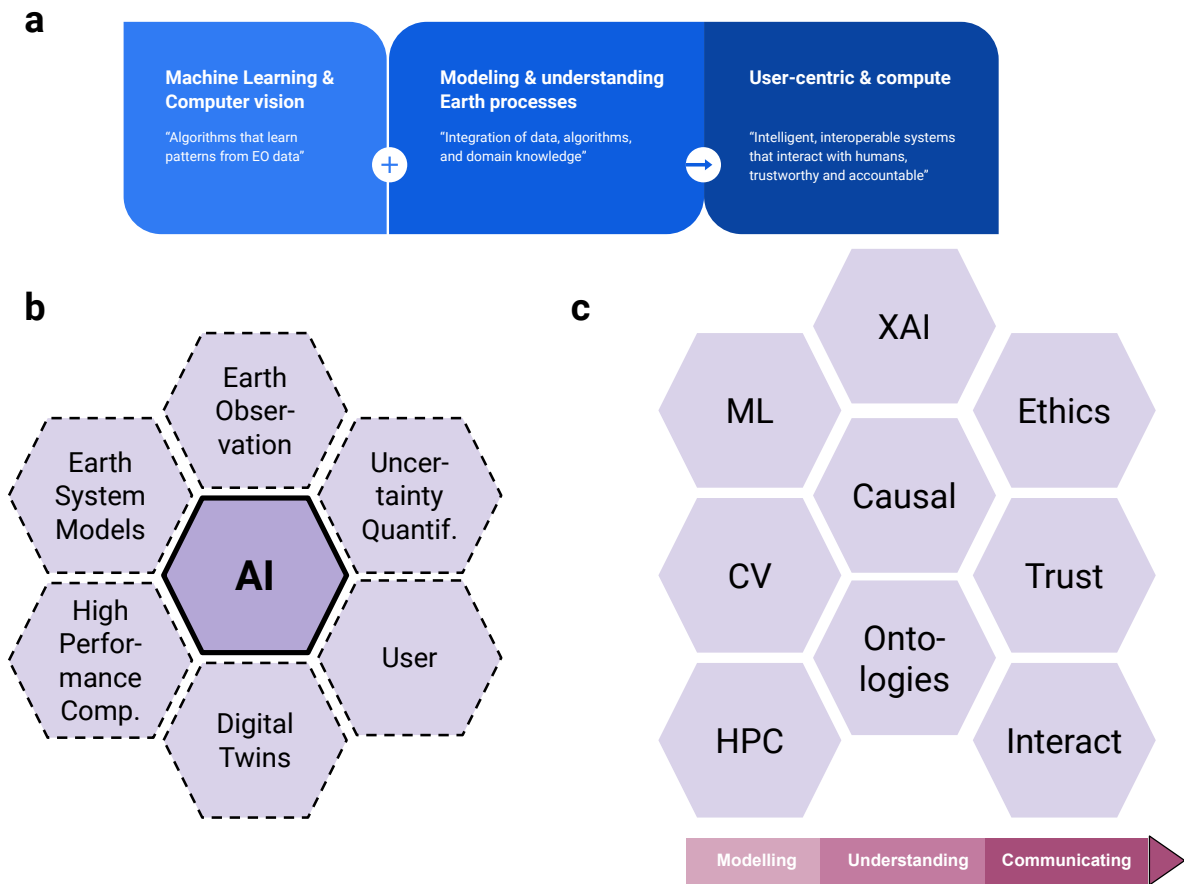 a
Machine Learning &
Computer vision
“Algorithms that learn
patterns from EO data”
+
Modeling & understanding
Earth processes
“Integration of data, algorithms,
and domain knowledge”
User-centric & compute
“Intelligent, interoperable systems
that interact with humans,
trustworthy and accountable”
b
Earth
Obser-
vation
Earth
System
Models
Uncer-
tainty
Quantif.
AI
High
Perfor-
mance
Comp.
User
Digital
Twins
c
XAI
ML
Ethics
Causal
CV
Trust
Onto-
logies
HPC
Interact
Modelling
Understanding
Communicating